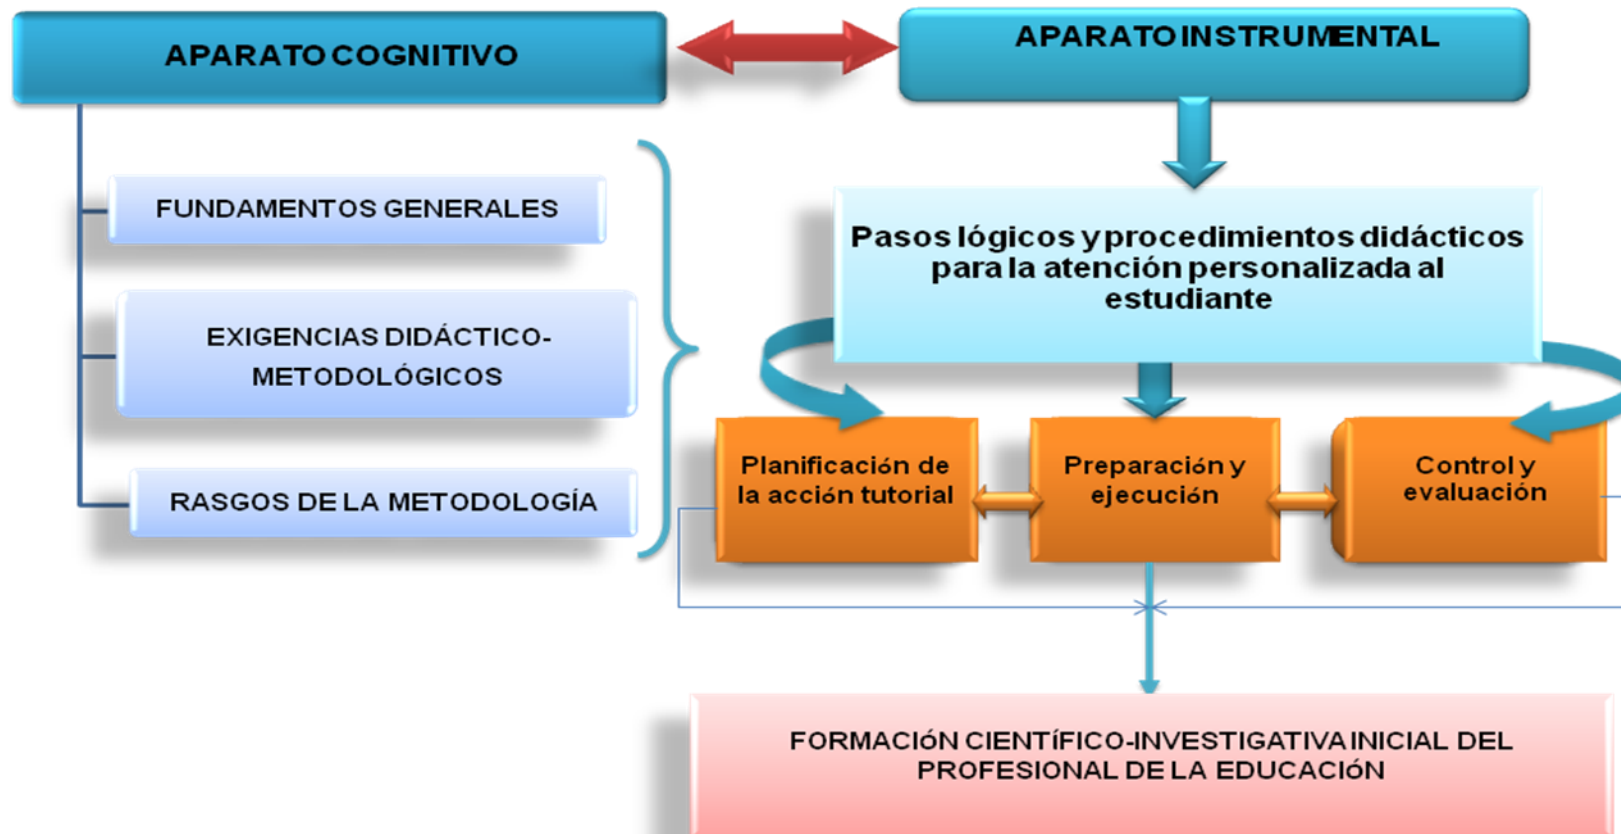 APARATO COGNITIVO
APARATO INSTRUMENTAL
FUNDAMENTOS GENERALES
EXIGENCIAS DIDÁCTICO-
METODOLÓGICOS
RASGOS DE LA METODOLOGÍA
Pasos lógicos y procedimientos didácticos
para la atención personalizada al
estudiante
Planificación de
la acción tutorial
Preparación y
ejecución
Control y
evaluación
FORMACIÓN CIENTÍFICO-INVESTIGATIVA INICIAL DEL
PROFESIONAL DE LA EDUCACIÓN